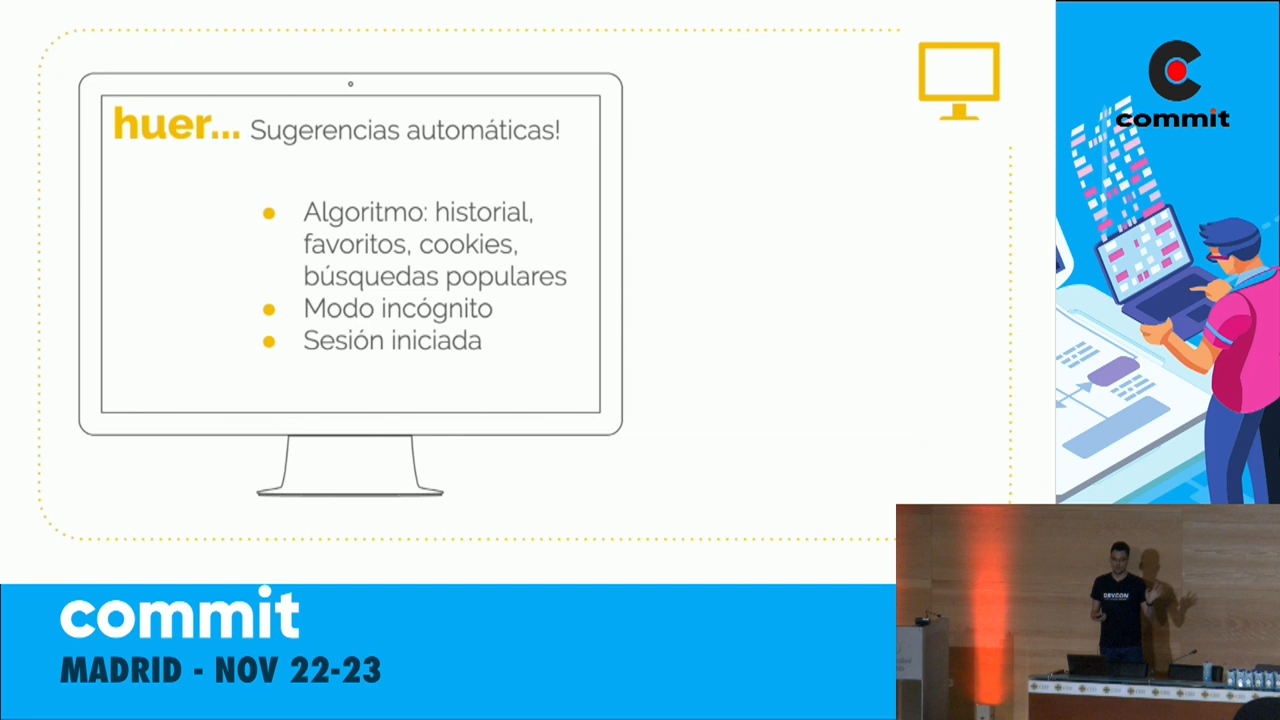 huer... Sugerencias automáticas!
● Algoritmo: historial,
favoritos, cookies,
búsquedas populares
● Modo incógnito
● Sesión iniciada
commit
commit
MADRID - NOV 22-23
DEVCON